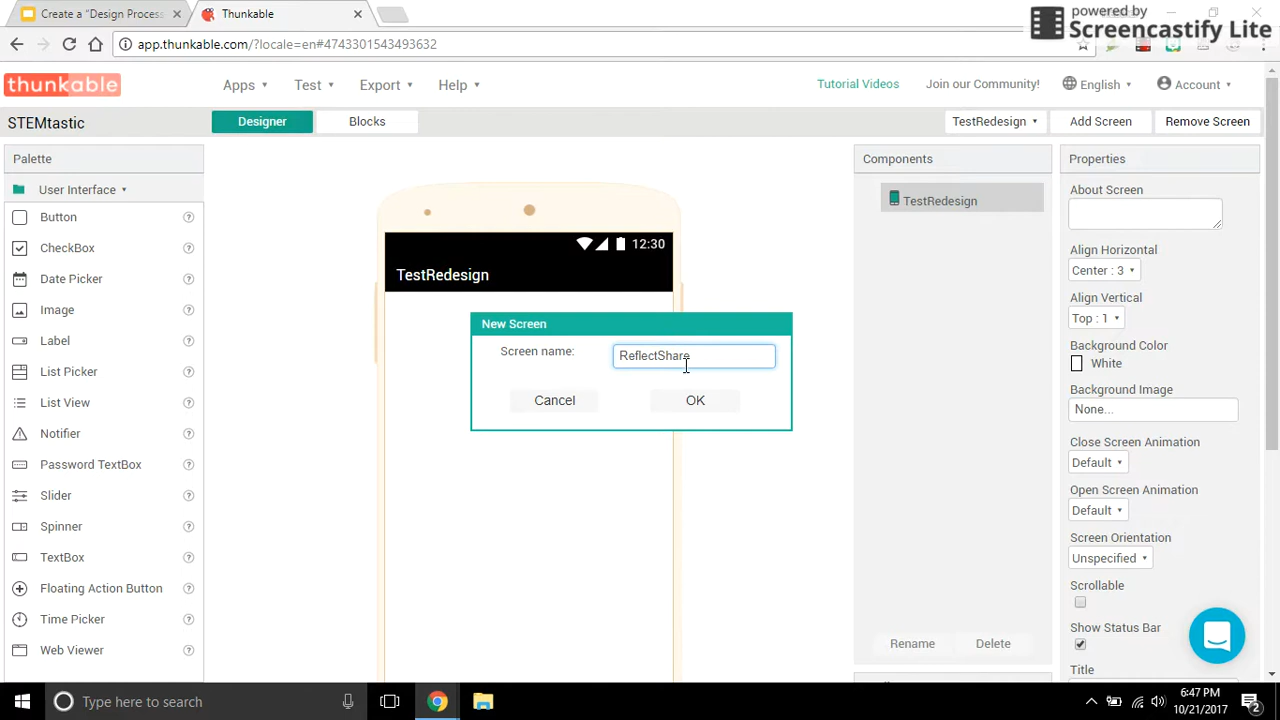 Create a "Design Process
Thunkable
powered by
Screencastify Lite
app.thunkable.com/?locale=en#4743301543493632
thunkable
Apps
Test
Export
Help
Tutorial Videos
Join our Community!
English
Account
STEMtastic
Designer
Blocks
TestRedesign
Add Screen
Remove Screen
Palette
User Interface
Button
CheckBox
Date Picker
Image
Label
List Picker
List View
Notifier
Password TextBox
Slider
Spinner
TextBox
Floating Action Button
Time Picker
Web Viewer
12:30
TestRedesign
New Screen
Screen name:
ReflectShare
Cancel
OK
Components
TestRedesign
Rename
Delete
Properties
About Screen
Align Horizontal
Center : 3
Align Vertical
Top : 1
Background Color
White
Background Image
None...
Close Screen Animation
Default
Open Screen Animation
Default
Screen Orientation
Unspecified
Scrollable
Show Status Bar
Title
Type here to search
6:47 PM
10/21/2017
2